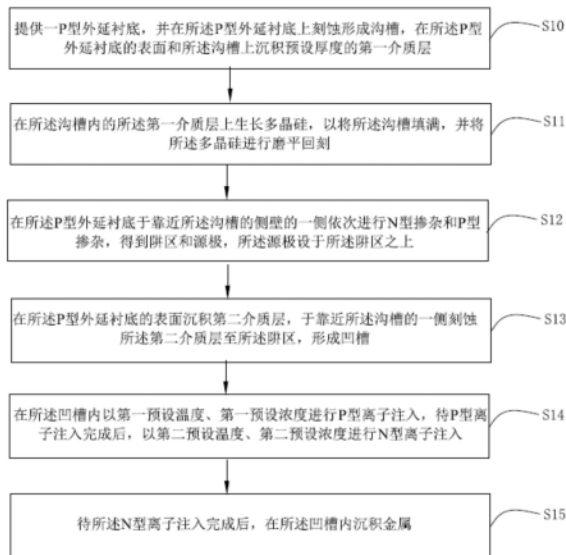 提供一P型外延衬底，并在所述P型外延衬底上刻蚀形成沟槽，在所述P型
外延衬底的表面和所述沟槽上沉积预设厚度的第一介质层
S10
在所述沟槽内的所述第一介质层上生长多晶硅，以将所述沟槽填满，并将
所述多晶硅进行磨平回刻
S11
在所述P型外延衬底于靠近所述沟槽的侧壁的一侧依次进行N型掺杂和P型
掺杂，得到阱区和源极，所述源极设于所述阱区之上
S12
在所述P型外延衬底的表面沉积第二介质层，于靠近所述沟槽的一侧刻蚀
所述第二介质层至所述阱区，形成凹槽
S13
在所述凹槽内以第一预设温度、第一预设浓度进行P型离子注入，待P型离
子注入完成后，以第二预设温度、第二预设浓度进行N型离子注入
S14
待所述N型离子注入完成后，在所述凹槽内沉积金属
S15